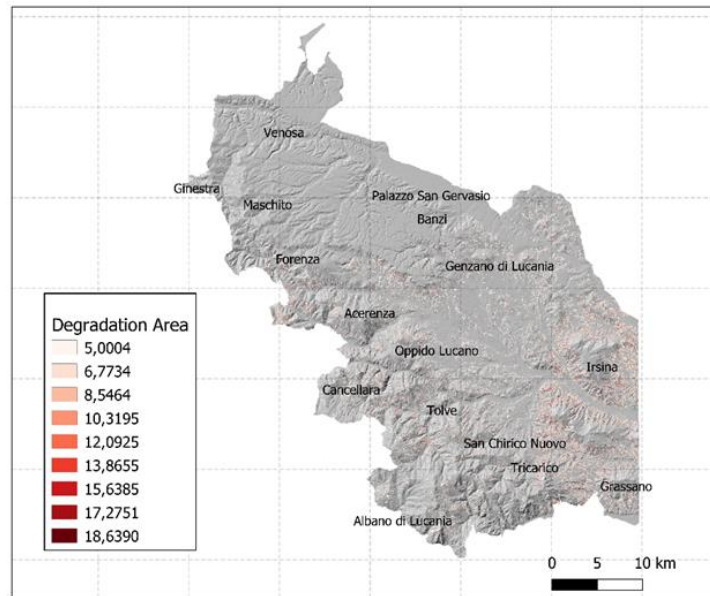 Venosa
Ginestra
Palazzo San Gervasio
Maschito
Banzi
Forenza
Genzano di Lucania
Acerenza
Oppido Lucano
Irsina
Cancellara
Tolve
San Chirico Nuovo
Tricarico
Grassano
Albano di Lucania
Degradation Area
5,0004
6,7734
8,5464
10,3195
12,0925
13,8655
15,6385
17,2751
18,6390
0 5 10 km